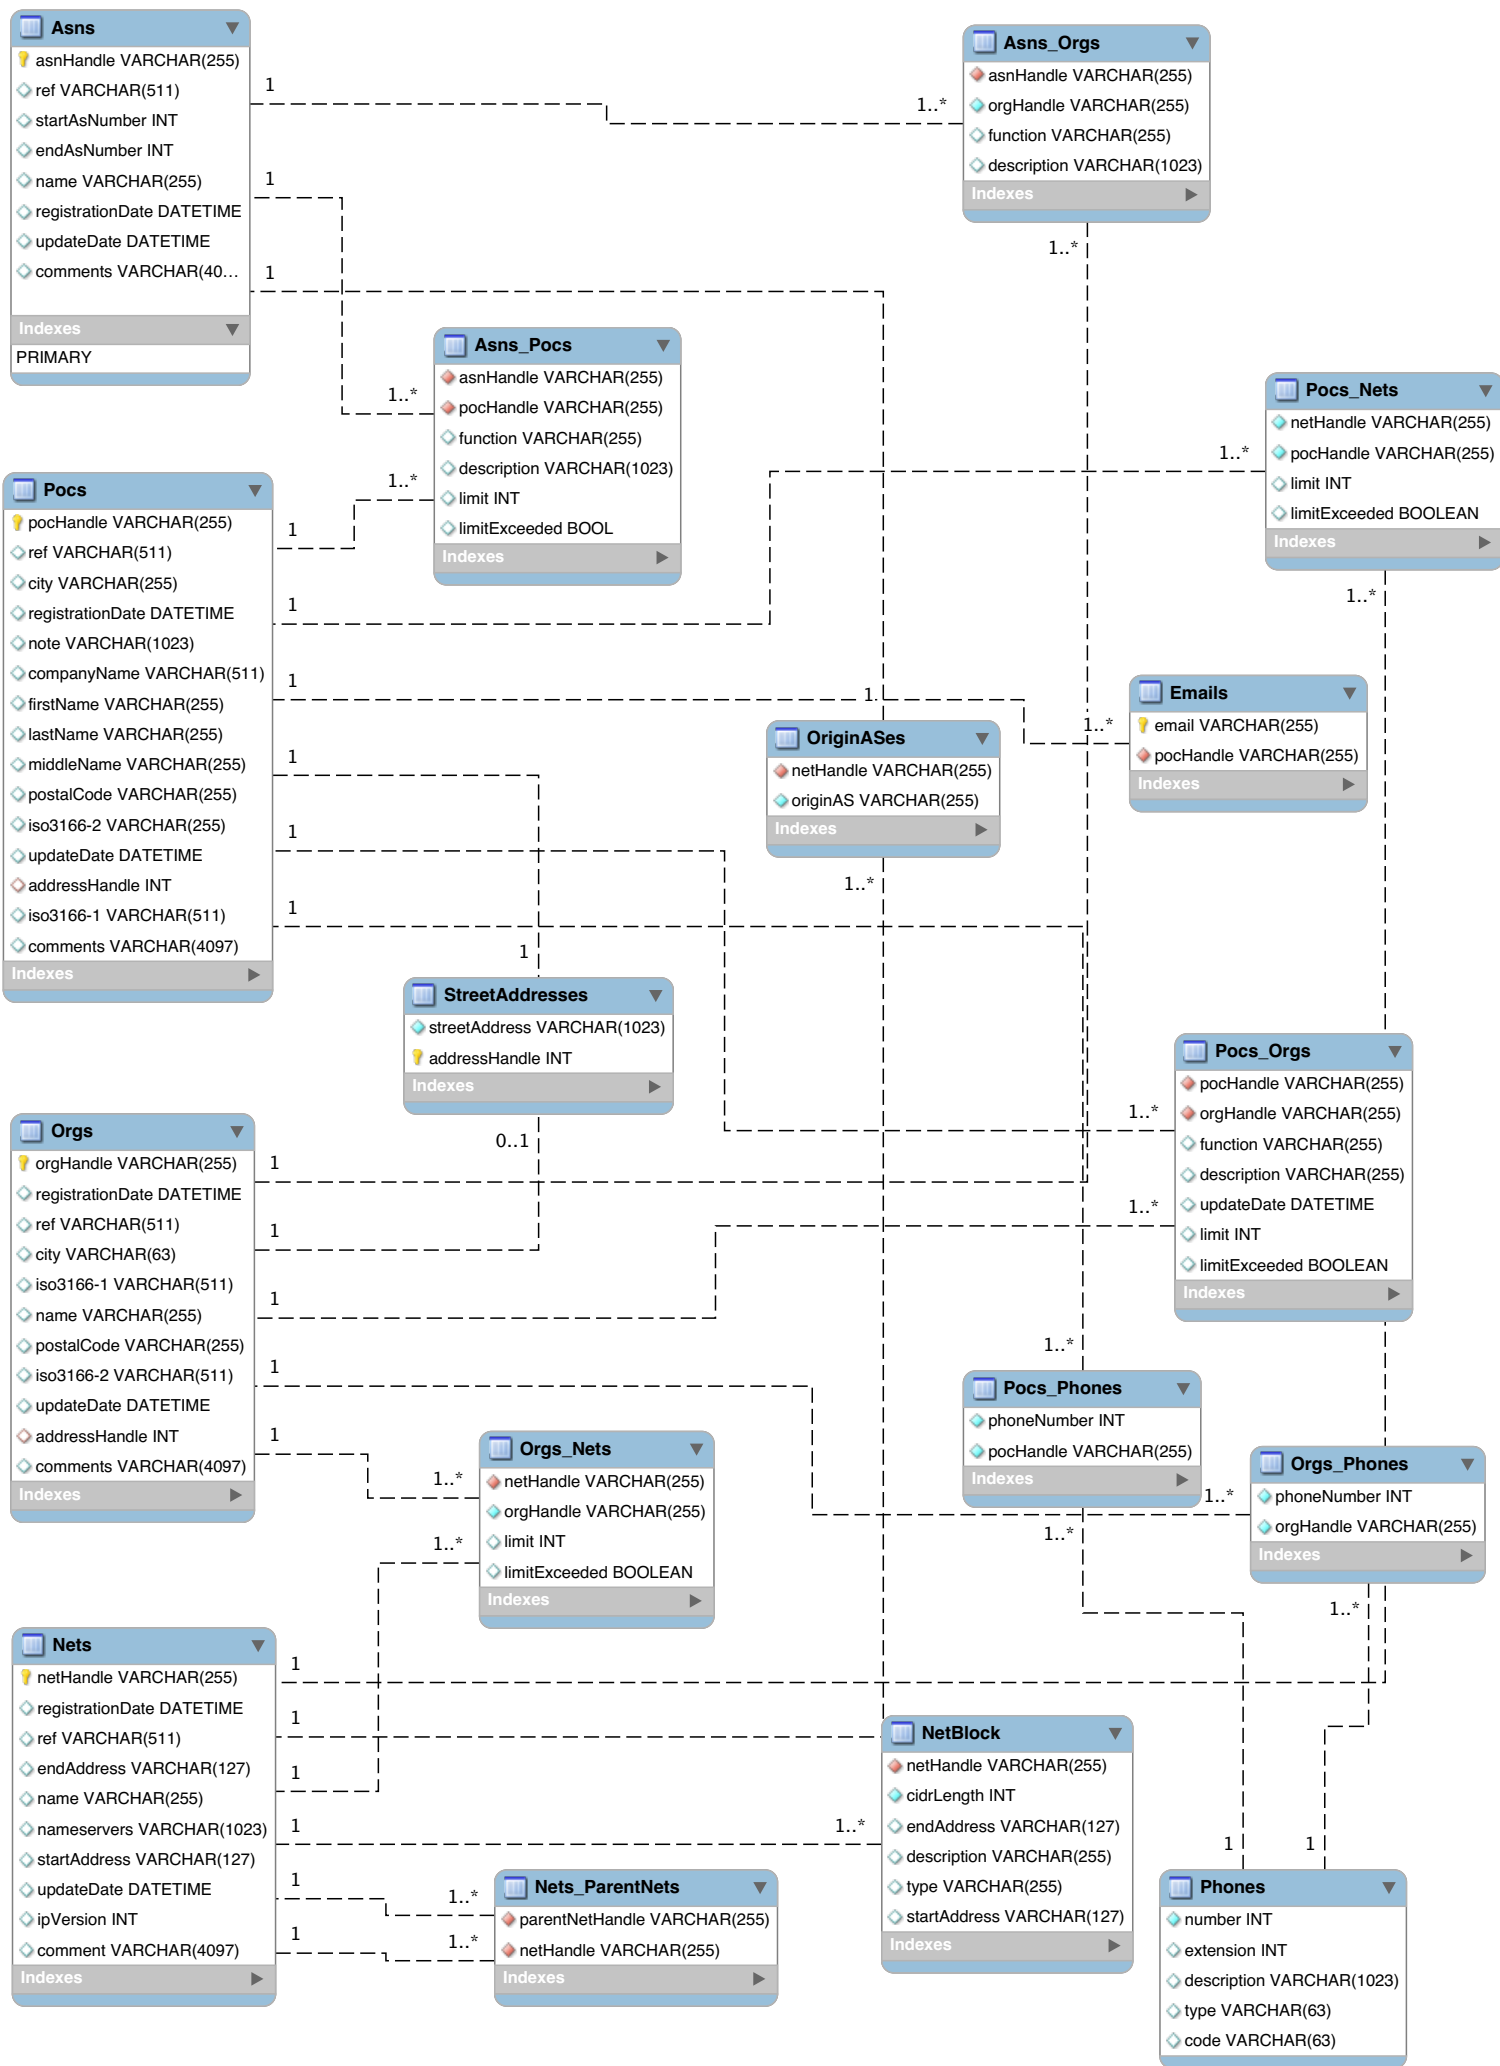 Asns
asnHandle VARCHAR(255)
ref VARCHAR(511)
startAsNumber INT
endAsNumber INT
name VARCHAR(255)
registrationDate DATETIME
updateDate DATETIME
comments VARCHAR(40...
Indexes
PRIMARY
1
1
1
Asns_Orgs
asnHandle VARCHAR(255)
orgHandle VARCHAR(255)
function VARCHAR(255)
description VARCHAR(1023)
Indexes
1..*
1..*
Asns_Pocs
asnHandle VARCHAR(255)
pocHandle VARCHAR(255)
function VARCHAR(255)
description VARCHAR(1023)
limit INT
limitExceeded BOOL
Indexes
1..*
1..*
Pocs_Nets
netHandle VARCHAR(255)
pocHandle VARCHAR(255)
limit INT
limitExceeded BOOLEAN
Indexes
1..*
1..*
Pocs
pocHandle VARCHAR(255)
ref VARCHAR(511)
city VARCHAR(255)
registrationDate DATETIME
note VARCHAR(1023)
companyName VARCHAR(511)
firstName VARCHAR(255)
lastName VARCHAR(255)
middleName VARCHAR(255)
postalCode VARCHAR(255)
iso3166-2 VARCHAR(255)
updateDate DATETIME
addressHandle INT
iso3166-1 VARCHAR(511)
comments VARCHAR(4097)
Indexes
1
1
1
1
1
1
Emails
email VARCHAR(255)
pocHandle VARCHAR(255)
Indexes
1..*
OriginASes
netHandle VARCHAR(255)
originAS VARCHAR(255)
Indexes
1.
1..*
StreetAddresses
streetAddress VARCHAR(1023)
addressHandle INT
Indexes
1
0..1
Pocs_Orgs
pocHandle VARCHAR(255)
orgHandle VARCHAR(255)
function VARCHAR(255)
description VARCHAR(255)
updateDate DATETIME
limit INT
limitExceeded BOOLEAN
Indexes
1..*
1..*
Orgs
orgHandle VARCHAR(255)
registrationDate DATETIME
ref VARCHAR(511)
city VARCHAR(63)
iso3166-1 VARCHAR(511)
name VARCHAR(255)
postalCode VARCHAR(255)
iso3166-2 VARCHAR(511)
updateDate DATETIME
addressHandle INT
comments VARCHAR(4097)
Indexes
1
1
1
1
1
Pocs_Phones
phoneNumber INT
pocHandle VARCHAR(255)
Indexes
1..*
1..*
Orgs_Phones
phoneNumber INT
orgHandle VARCHAR(255)
Indexes
1..*
1..*
Orgs_Nets
netHandle VARCHAR(255)
orgHandle VARCHAR(255)
limit INT
limitExceeded BOOLEAN
Indexes
1..*
1..*
Nets
netHandle VARCHAR(255)
registrationDate DATETIME
ref VARCHAR(511)
endAddress VARCHAR(127)
name VARCHAR(255)
nameservers VARCHAR(1023)
startAddress VARCHAR(127)
updateDate DATETIME
ipVersion INT
comment VARCHAR(4097)
Indexes
1
1
1
1
1
1
NetBlock
netHandle VARCHAR(255)
cidrLength INT
endAddress VARCHAR(127)
description VARCHAR(255)
type VARCHAR(255)
startAddress VARCHAR(127)
Indexes
1..*
Nets_ParentNets
parentNetHandle VARCHAR(255)
netHandle VARCHAR(255)
Indexes
1..*
1..*
Phones
number INT
extension INT
description VARCHAR(1023)
type VARCHAR(63)
code VARCHAR(63)
1
1